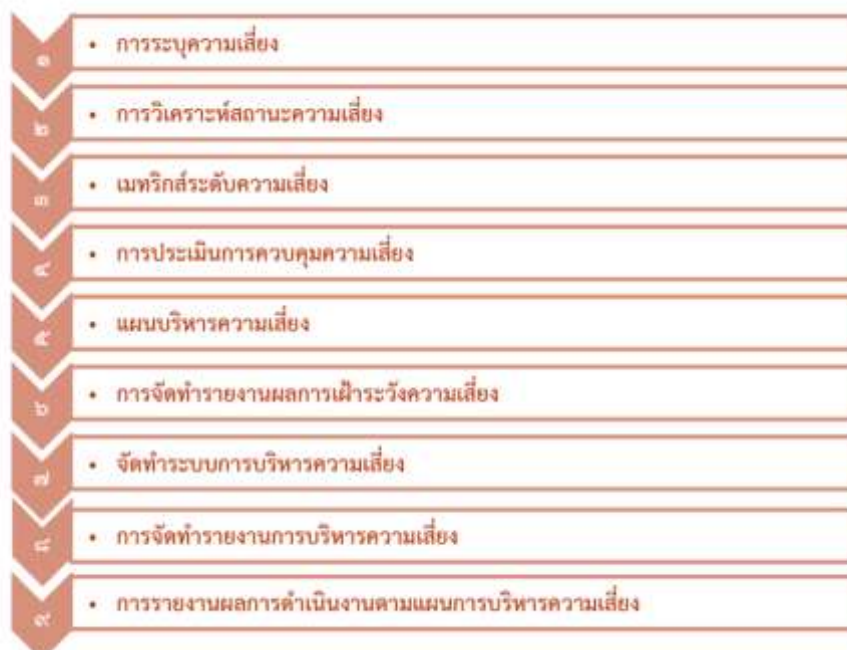 ๑
• การระบุความเสี่ยง
๒
• การวิเคราะห์สถานะความเสี่ยง
๓
• เมทริกส์ระดับความเสี่ยง
๔
• การประเมินการควบคุมความเสี่ยง
๕
• แผนบริหารความเสี่ยง
๖
• การจัดทำรายงานผลการเฝ้าระวังความเสี่ยง
๗
• จัดทำระบบการบริหารความเสี่ยง
๘
• การจัดทำรายงานการบริหารความเสี่ยง
๙
• การรายงานผลการดำเนินงานตามแผนการบริหารความเสี่ยง